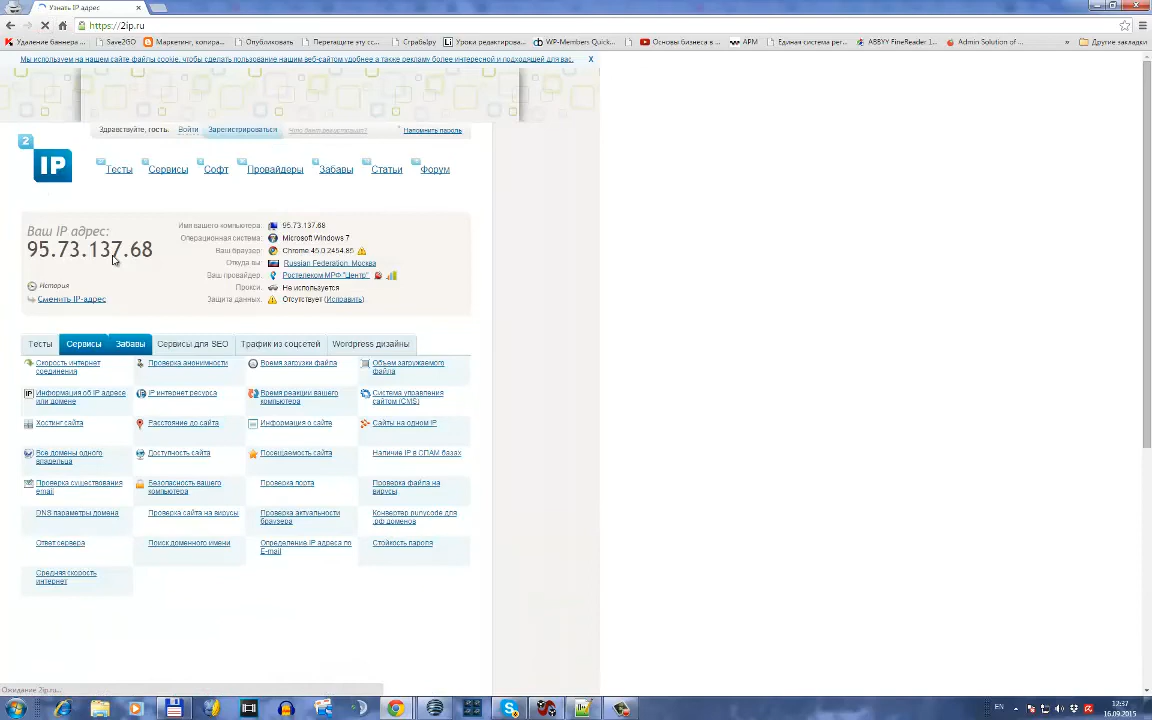 Узнать IP адрес
https://2ip.ru
Удаление баннера ...
Save2GO
Маркетинг, копира...
Опубликовать
Перетащите эту сс...
СтраbЬру
Уроки редактирова...
WP-Members Quick...
Основы бизнеса в ...
АРМ
Единая система рег...
ABBYY FineReader 1...
Admin Solution of ...
»
Другие закладки
Мы используем на нашем сайте файлы cookie, чтобы сделать пользование нашим веб-сайтом удобнее а также рекламу более интересной и подходящей для вас.
X
Здравствуйте, гость.
Войти
Зарегистрироваться
Что дает регистрация?
Напомнить пароль
2
IP
Тесты
Сервисы
Софт
Провайдеры
Забавы
Статьи
Форум
Ваш IP адрес:
95.73.137.68
История
Сменить IP-адрес
Имя вашего компьютера: 95.73.137.68
Операционная система: Microsoft Windows 7
Ваш браузер: Chrome 45.0.2454.85
Откуда вы: Russian Federation, Москва
Ваш провайдер: Ростелеком МРФ "Центр"
Прокси: Не используется
Защита данных: Отсутствует (Исправить)
Тесты
Сервисы
Забавы
Сервисы для SEO
Трафик из соцсетей
Wordpress дизайны
Скорость интернет
соединения
Проверка анонимности
Время загрузки файла
Объем загружаемого
файла
Информация об IP адресе
или домене
IP интернет ресурса
Время реакции вашего
компьютера
Система управления
сайтом (CMS)
Хостинг сайта
Расстояние до сайта
Информация о сайте
Сайты на одном IP
Все домены одного
владельца
Доступность сайта
Посещаемость сайта
Наличие IP в СПАМ базах
Проверка существования
email
Безопасность вашего
компьютера
Проверка порта
Проверка файла на
вирусы
DNS параметры домена
Проверка сайта на вирусы
Проверка актуальности
браузера
Конвертер punycode для
.рф доменов
Ответ сервера
Поиск доменного имени
Определение IP адреса по
E-mail
Стойкость пароля
Средняя скорость
интернет
Ожидание 2ip.ru...
EN
12:37
16.09.2015